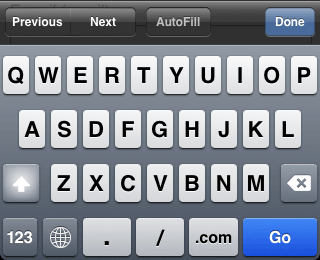 Previous Next AutoFill Done
Q W E R T Y U I O P
A S D F G H J K L
Z X C V B N M
123 . / .com Go